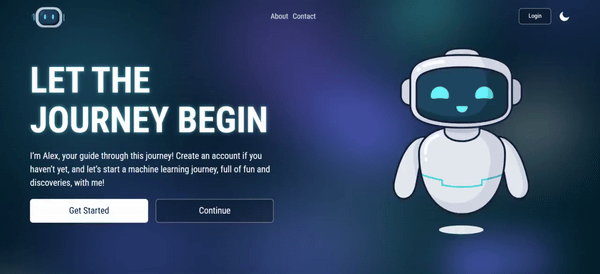 About Contact
Login
LET THE
JOURNEY BEGIN
I'm Alex, your guide through this journey! Create an account if you
haven't yet, and let's start a machine learning journey, full of fun and
discoveries, with me!
Get Started
Continue